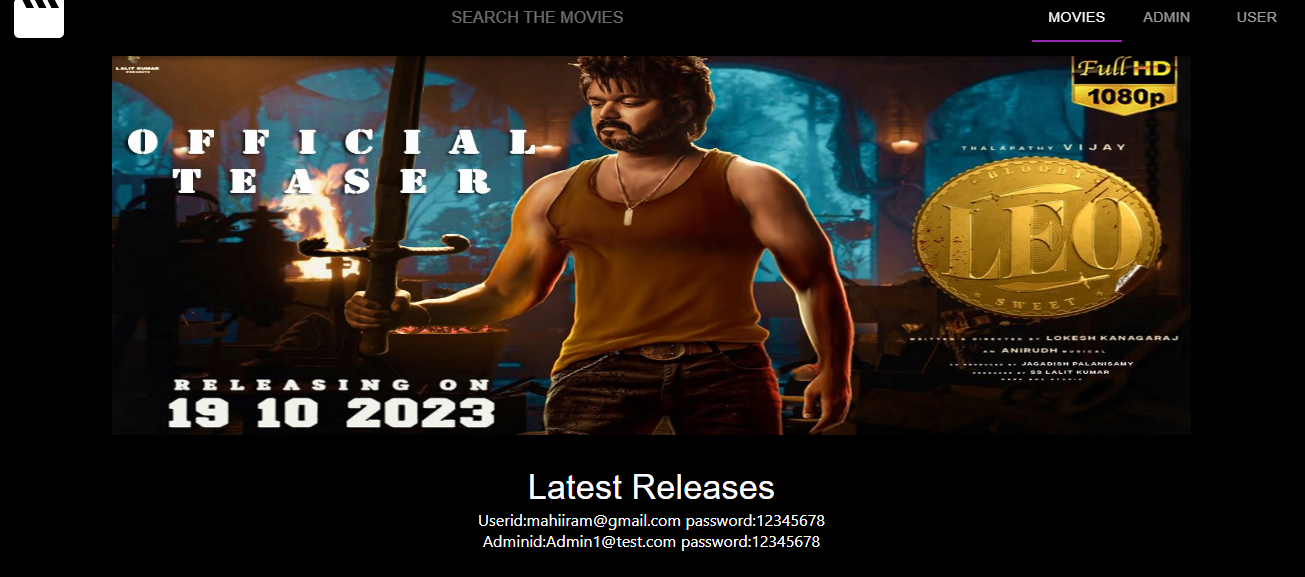 SEARCH THE MOVIES
MOVIES ADMIN USER
LALIT KUMAR
PRESENTS
Full HD
1080p
OFFICIAL
TEASER
THALAPATHY VIJAY
BLOODY
LEO
SWEET
WRITTEN & DIRECTED BY LOKESH KANAGARAJ
AN ANIRUDH MUSICAL
CO PRODUCED BY JAGADISH PALANISAMY
PRODUCED BY SS LALIT KUMAR
RELEASING ON
19 10 2023
Latest Releases
Userid:mahiiram@gmail.com password:12345678
Adminid:Admin1@test.com password:12345678